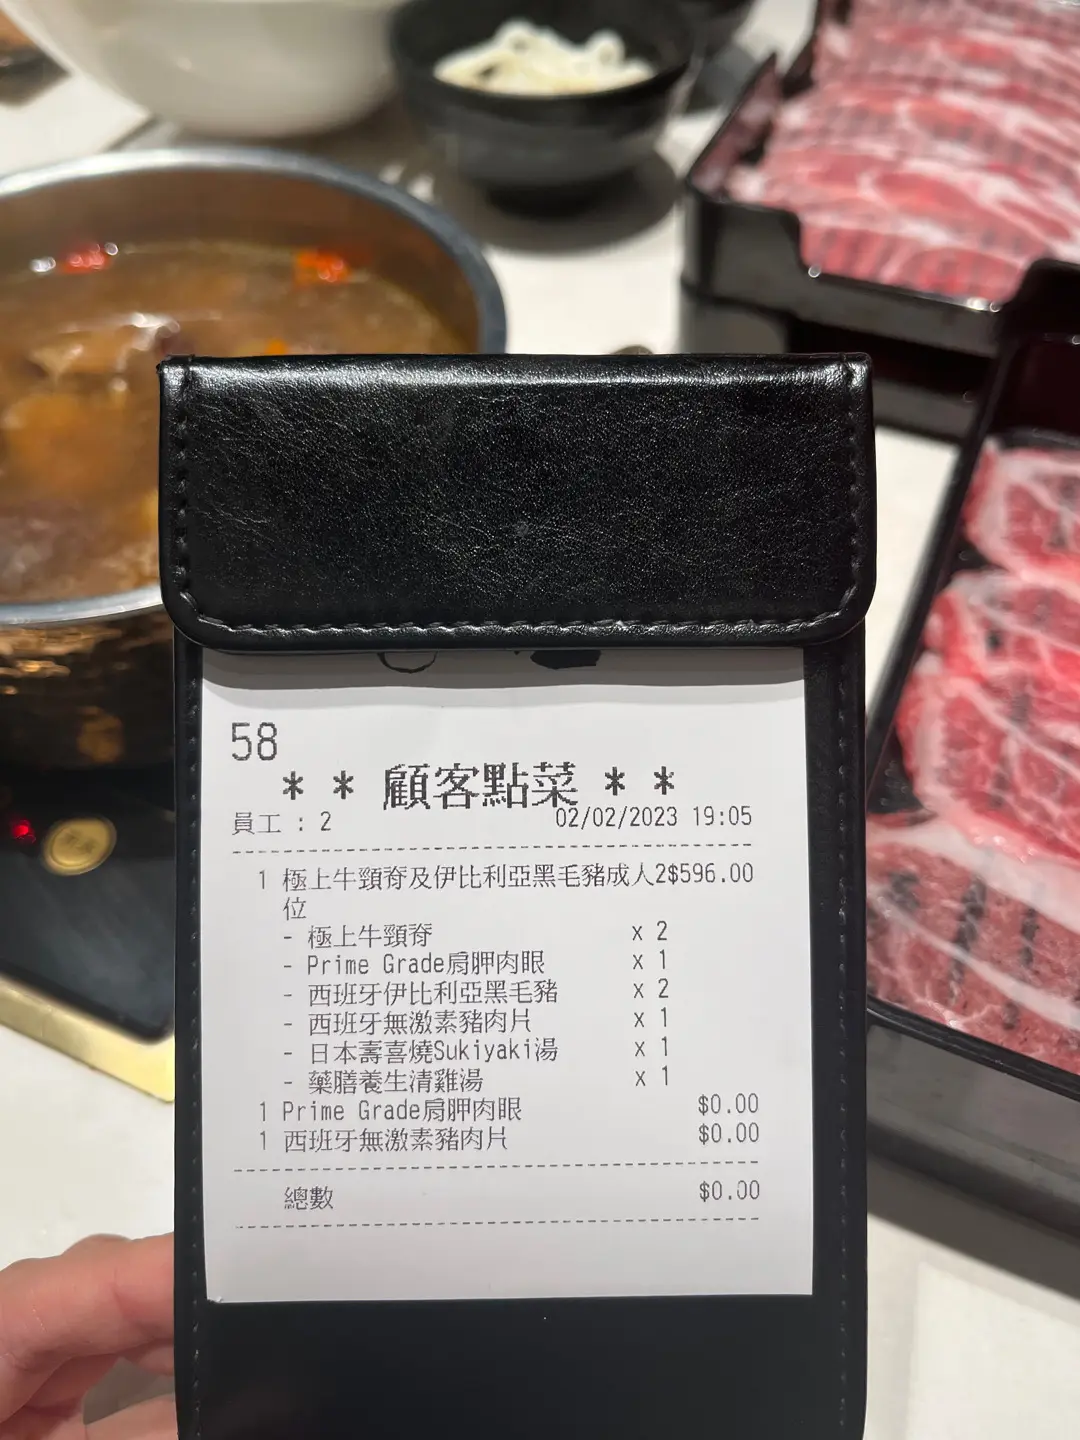 58
* * 顧客點菜 * *
員工 : 2 02/02/2023 19:05
1 極上牛頸脊及伊比利亞黑毛豬成人2$596.00
位
- 極上牛頸脊 x 2
- Prime Grade肩胛肉眼 x 1
- 西班牙伊比利亞黑毛豬 x 2
- 西班牙無激素豬肉片 x 1
- 日本壽喜燒Sukiyaki湯 x 1
- 藥膳養生清雞湯 x 1
1 Prime Grade肩胛肉眼 $0.00
1 西班牙無激素豬肉片 $0.00
總數 $0.00